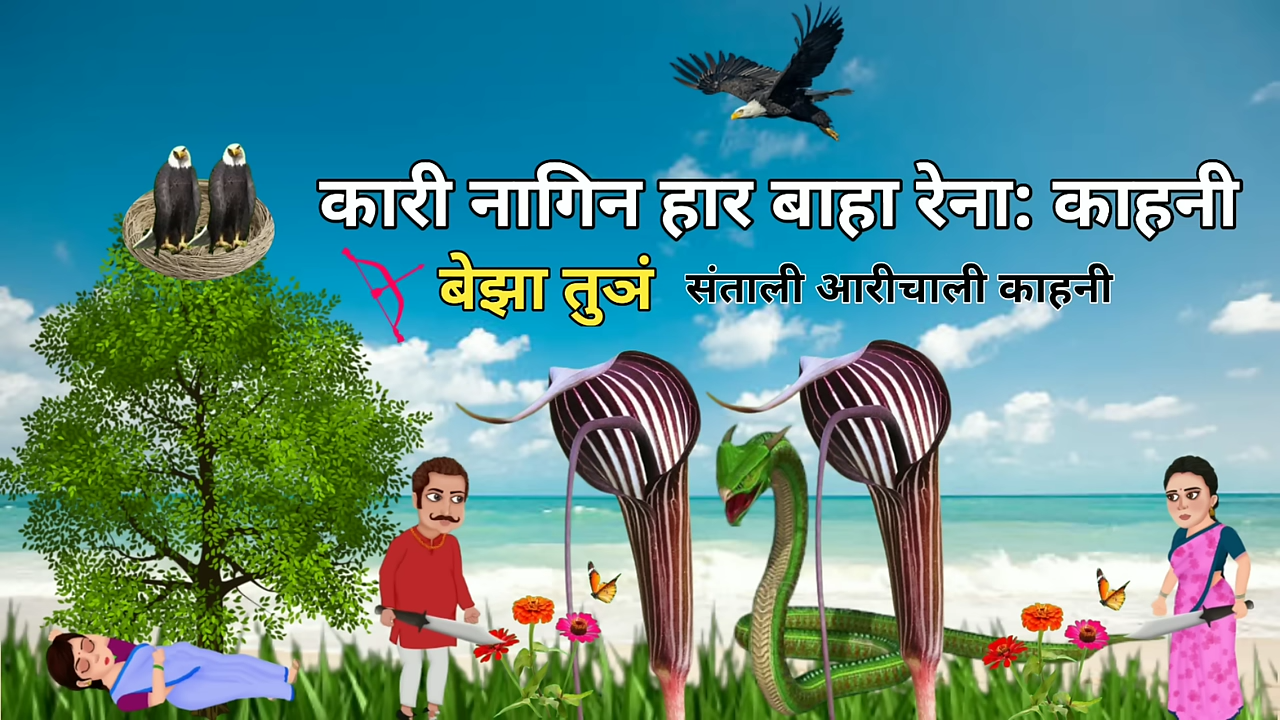 कारी नागिन हार बाहा रेना: काहनी
बेझा तुञ संताली आरीचाली काहनी